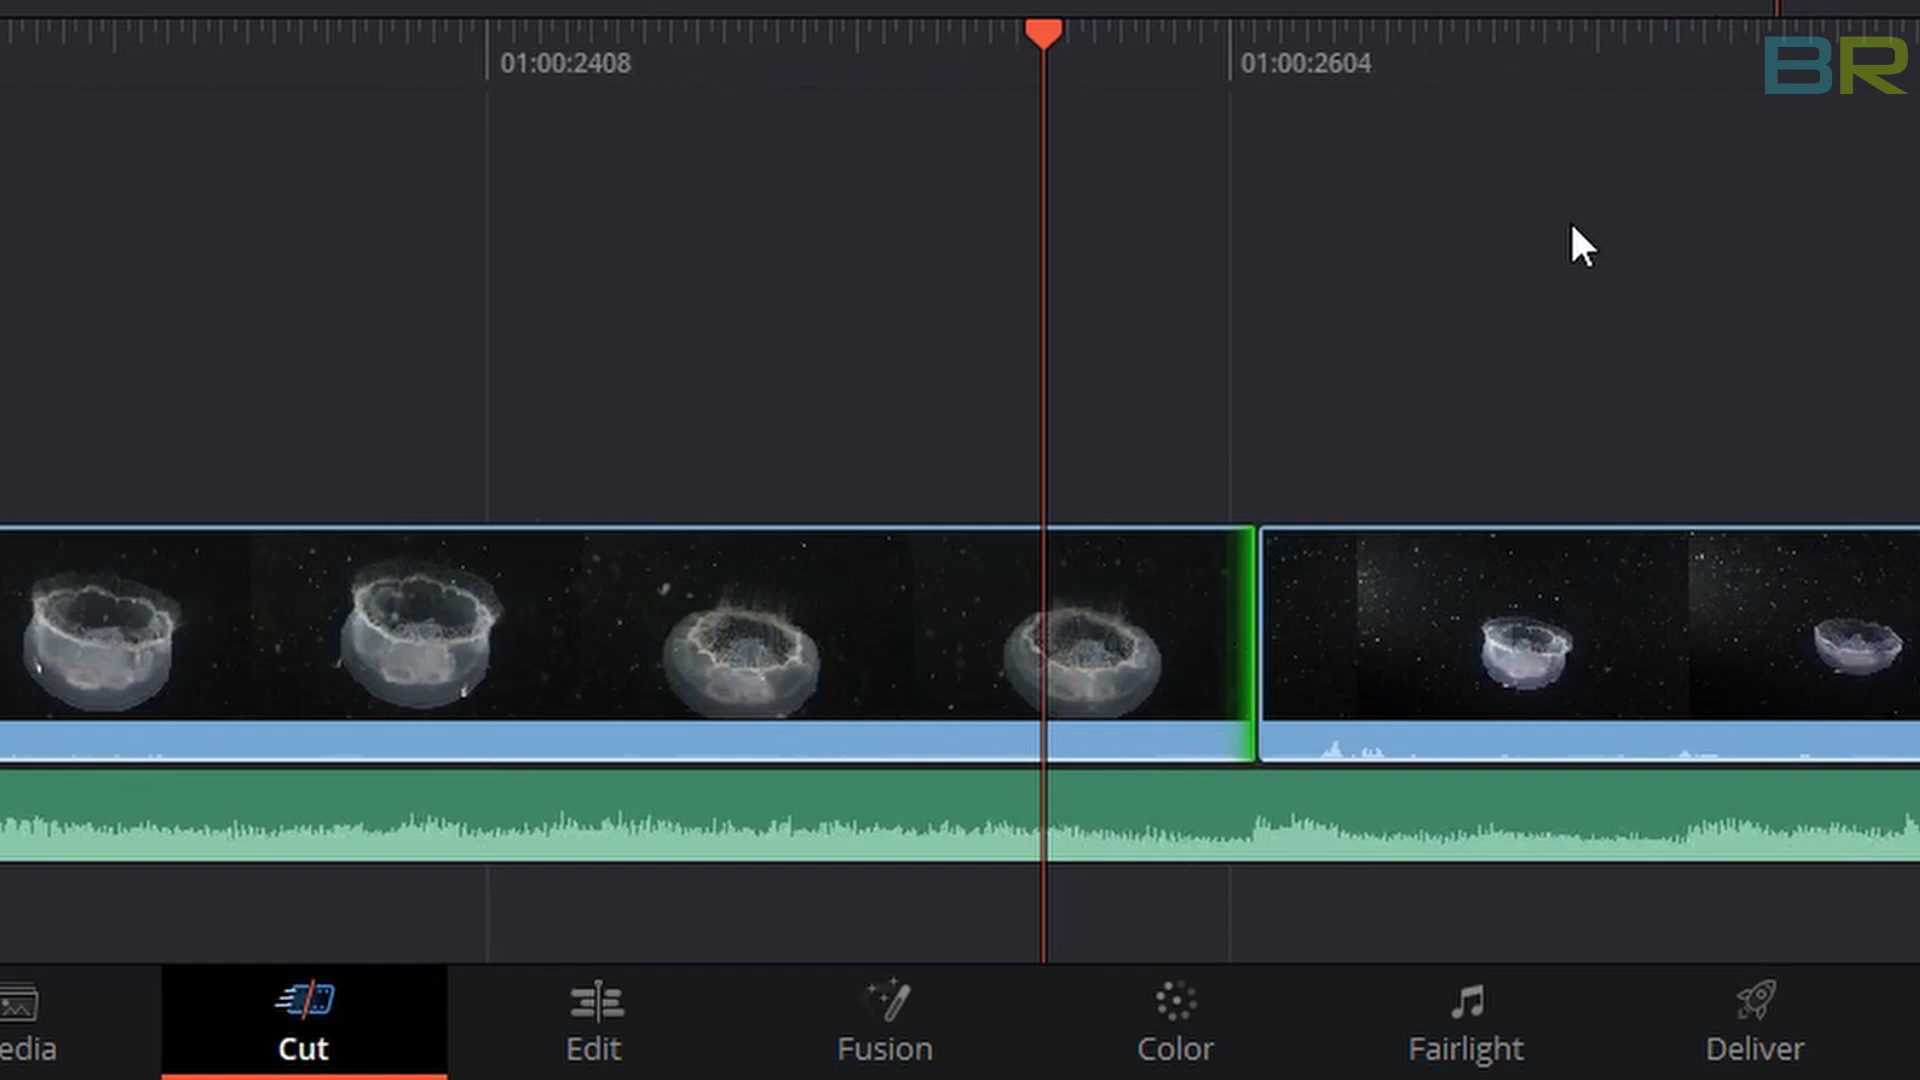 01:00:2408
01:00:2604
BR
edia
Cut
Edit
Fusion
Color
Fairlight
Deliver